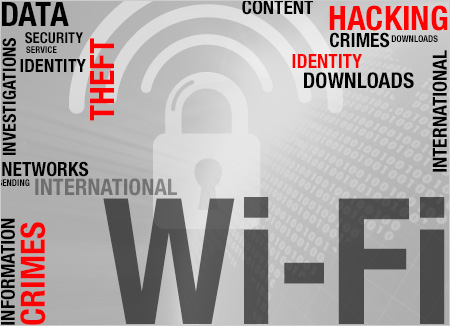 DATA
CONTENT
HACKING
SECURITY
SERVICE
IDENTITY
INVESTIGATIONS
THEFT
CRIMES
DOWNLOADS
IDENTITY
DOWNLOADS
INTERNATIONAL
NETWORKS
INTERNATIONAL
INFORMATION
CRIMES
Wi-Fi